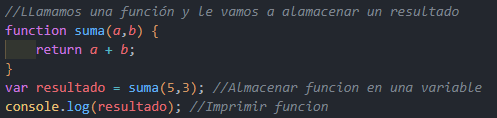 //LLamamos una función y le vamos a alamacenar un resultado
function suma(a,b) {
    return a + b;
}
var resultado = suma(5,3); //Almacenar funcion en una variable
console.log(resultado); //Imprimir funcion